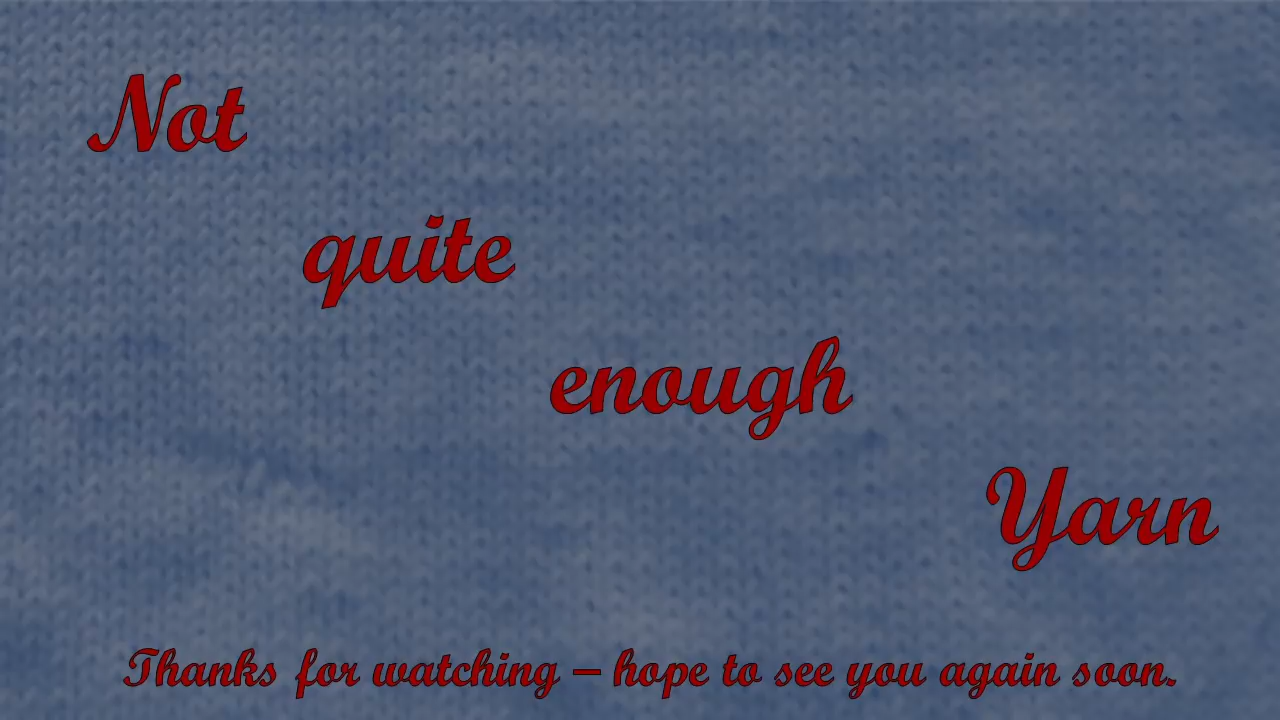 Not
quite
enough
Yarn
Thanks for watching – hope to see you again soon.